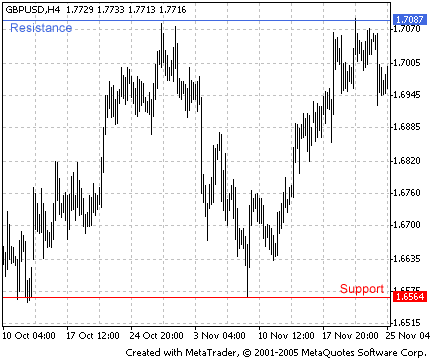 GBPUSD,H4 1.7729 1.7733 1.7713 1.7716
1.7087
Resistance
1.7070
1.7005
1.6945
1.6885
1.6820
1.6760
1.6700
1.6635
Support
1.6575
1.6564
1.6515
10 Oct 04:00 17 Oct 12:00 24 Oct 20:00 3 Nov 04:00 10 Nov 12:00 17 Nov 20:00 25 Nov 04
Created with MetaTrader, © 2001-2005 MetaQuotes Software Corp.